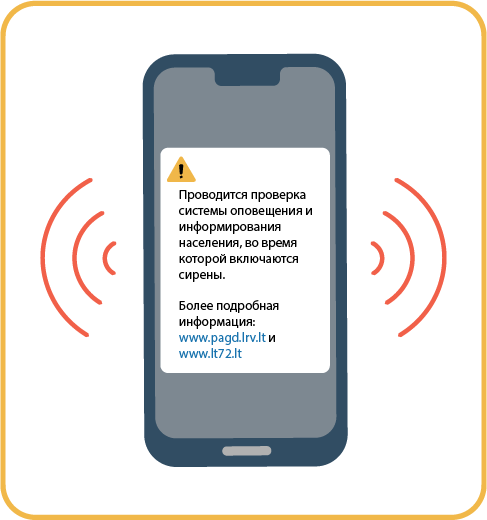 Проводится проверка
системы оповещения и
информирования
населения, во время
которой включаются
сирены.
Более подробная
информация:
www.pagd.lrv.lt и
www.lt72.lt